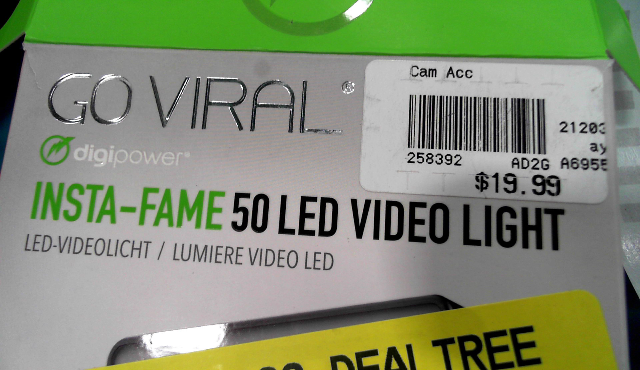 GO VIRAL®
digipower®
Cam Acc
21203
ay
258392 AD2G A6955
$19.99
INSTA-FAME 50 LED VIDEO LIGHT
LED-VIDEOLICHT / LUMIERE VIDEO LED
DEAL TREE